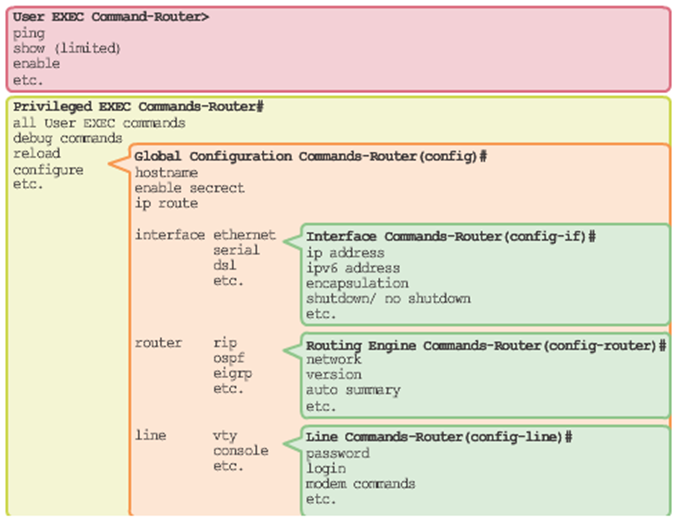 User EXEC Command-Router>
ping
show (limited)
enable
etc.
Privileged EXEC Commands-Router#
all User EXEC commands
debug commands
reload
configure
etc.
Global Configuration Commands-Router(config)#
hostname
enable secrect
ip route
interface ethernet
serial
dsl
etc.
Interface Commands-Router(config-if)#
ip address
ipv6 address
encapsulation
shutdown/ no shutdown
etc.
router rip
ospf
eigrp
etc.
Routing Engine Commands-Router(config-router)#
network
version
auto summary
etc.
line vty
console
etc.
Line Commands-Router(config-line)#
password
login
modem commands
etc.